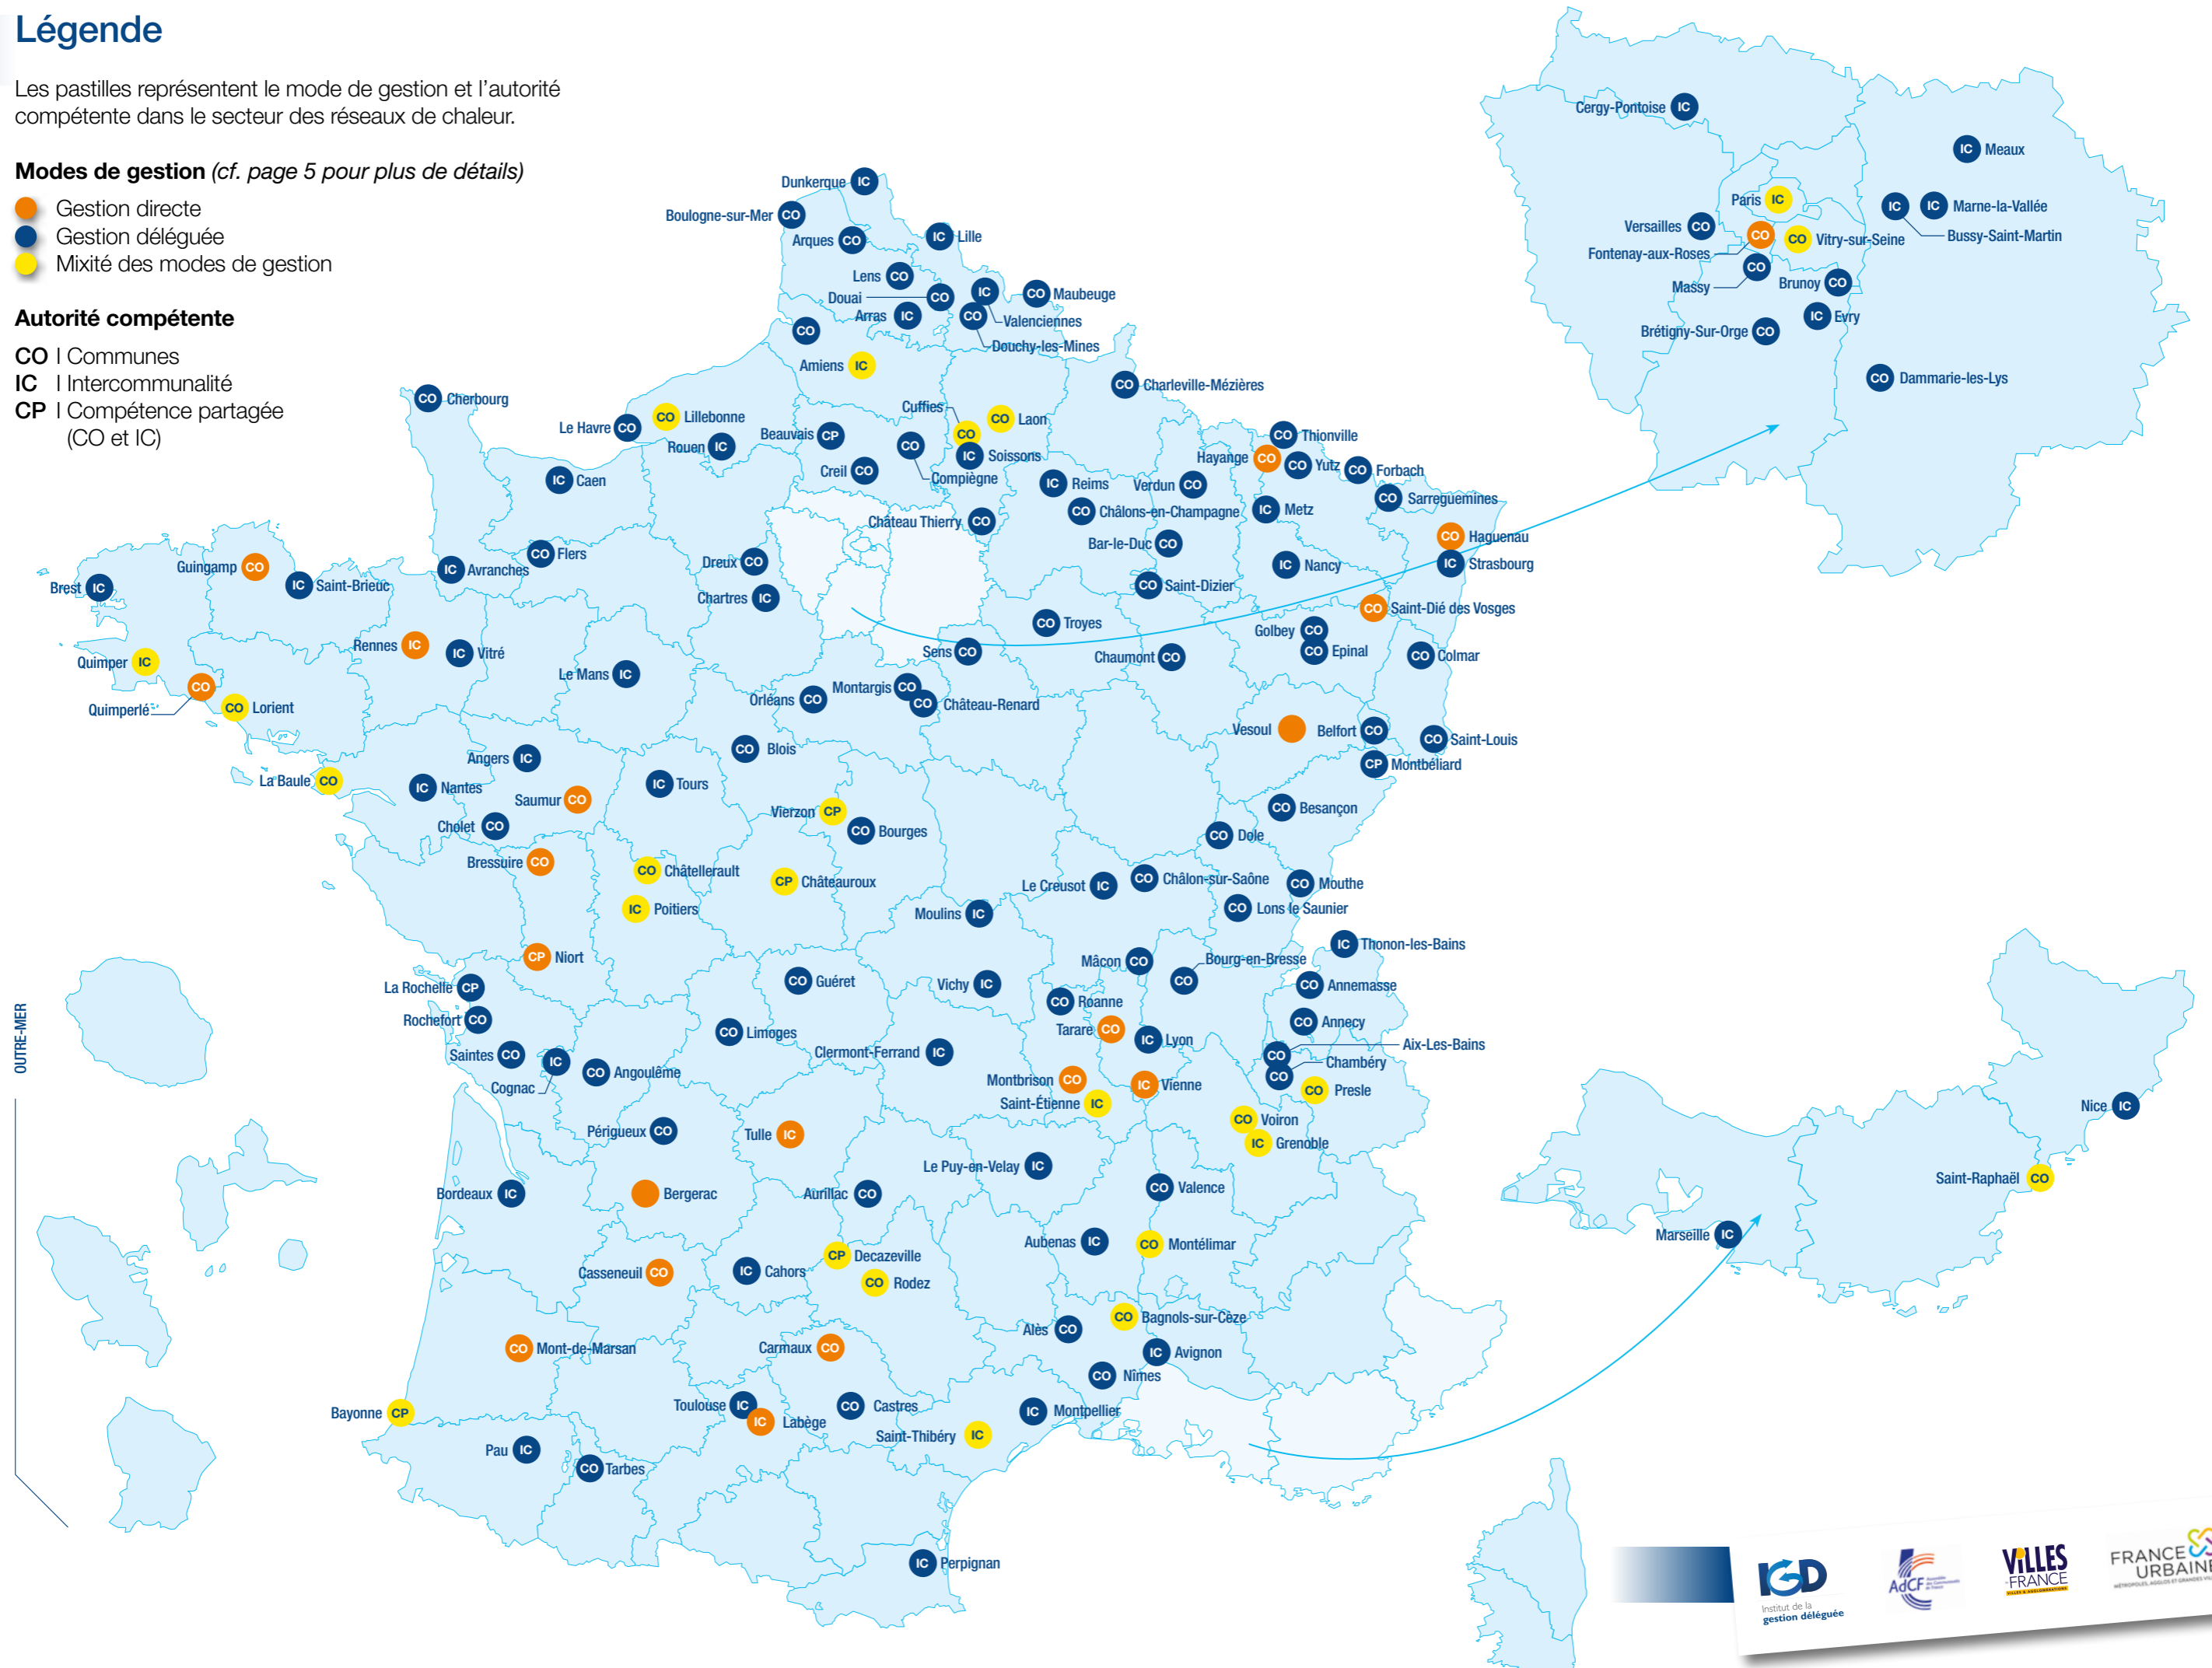 Légende
Les pastilles représentent le mode de gestion et l'autorité
compétente dans le secteur des réseaux de chaleur.
Modes de gestion (cf. page 5 pour plus de détails)
Gestion directe
Gestion déléguée
Mixité des modes de gestion
Autorité compétente
CO I Communes
IC I Intercommunalité
CP I Compétence partagée
(CO et IC)
Cergy-Pontoise IC
IC Meaux
Paris IC
IC
IC Marne-la-Vallée
Bussy-Saint-Martin
Versailles CO
Fontenay-aux-Roses CO
CO Vitry-sur-Seine
Massy CO
Brunoy CO
IC Evry
Brétigny-Sur-Orge CO
CO Dammarie-les-Lys
Dunkerque IC
Boulogne-sur-Mer CO
Arques CO
IC Lille
Lens CO
Douai CO
IC Valenciennes
CO Maubeuge
Arras IC
CO Douchy-les-Mines
CO
Amiens IC
CO Charleville-Mézières
CO Cherbourg
Le Havre CO
CO Lillebonne
Rouen IC
Beauvais CP
Cuffies CO
CO Laon
CO Compiègne
IC Soissons
Creil CO
IC Caen
CO Thionville
Hayange CO
CO Yutz
CO Forbach
IC Reims
Verdun CO
CO Sarreguemines
CO Châlons-en-Champagne
IC Metz
Château Thierry CO
CO Haguenau
Bar-le-Duc CO
IC Strasbourg
IC Nancy
CO Flers
IC Avranches
Dreux CO
Chartres IC
CO Saint-Dizier
CO Saint-Dié des Vosges
Guingamp CO
IC Saint-Brieuc
Brest IC
CO Troyes
Golbey CO
CO Epinal
CO Colmar
Chaumont CO
Sens CO
Rennes IC
IC Vitré
Quimper IC
Le Mans IC
Quimperlé CO
CO Lorient
Orléans CO
Montargis CO
CO Château-Renard
Vesoul
Belfort CO
CO Saint-Louis
CP Montbéliard
CO Blois
Angers IC
La Baule CO
IC Nantes
Saumur CO
IC Tours
Cholet CO
Vierzon CP
CO Bourges
CO Besançon
CO Dole
Bressuire CO
CO Châtellerault
CP Châteauroux
IC Poitiers
Le Creusot IC
CO Châlon-sur-Saône
CO Mouthe
CO Lons le Saunier
Moulins IC
IC Thonon-les-Bains
CP Niort
La Rochelle CP
Rochefort CO
CO Guéret
Vichy IC
Mâcon CO
Bourg-en-Bresse
CO
CO Annemasse
CO Roanne
Tarare CO
CO Annecy
Saintes CO
IC
Cognac
CO Angoulême
CO Limoges
Clermont-Ferrand IC
IC Lyon
CO Aix-Les-Bains
CO Chambéry
Montbrison CO
IC Vienne
CO Presle
Saint-Étienne IC
CO Voiron
IC Grenoble
Périgueux CO
Tulle IC
Le Puy-en-Velay IC
Bordeaux IC
Bergerac
Aurillac CO
CO Valence
Aubenas IC
CO Montélimar
Casseneuil CO
IC Cahors
CP Decazeville
CO Rodez
CO Bagnols-sur-Cèze
Alès CO
CO Mont-de-Marsan
Carmaux CO
IC Avignon
CO Nîmes
Bayonne CP
Toulouse IC
IC Labège
CO Castres
Saint-Thibéry IC
IC Montpellier
Pau IC
CO Tarbes
IC Perpignan
Nice IC
Saint-Raphaël CO
Marseille IC
OUTRE-MER
IGD
Institut de la
gestion déléguée
AdCF
VILLES
DE FRANCE
FRANCE
URBAINE